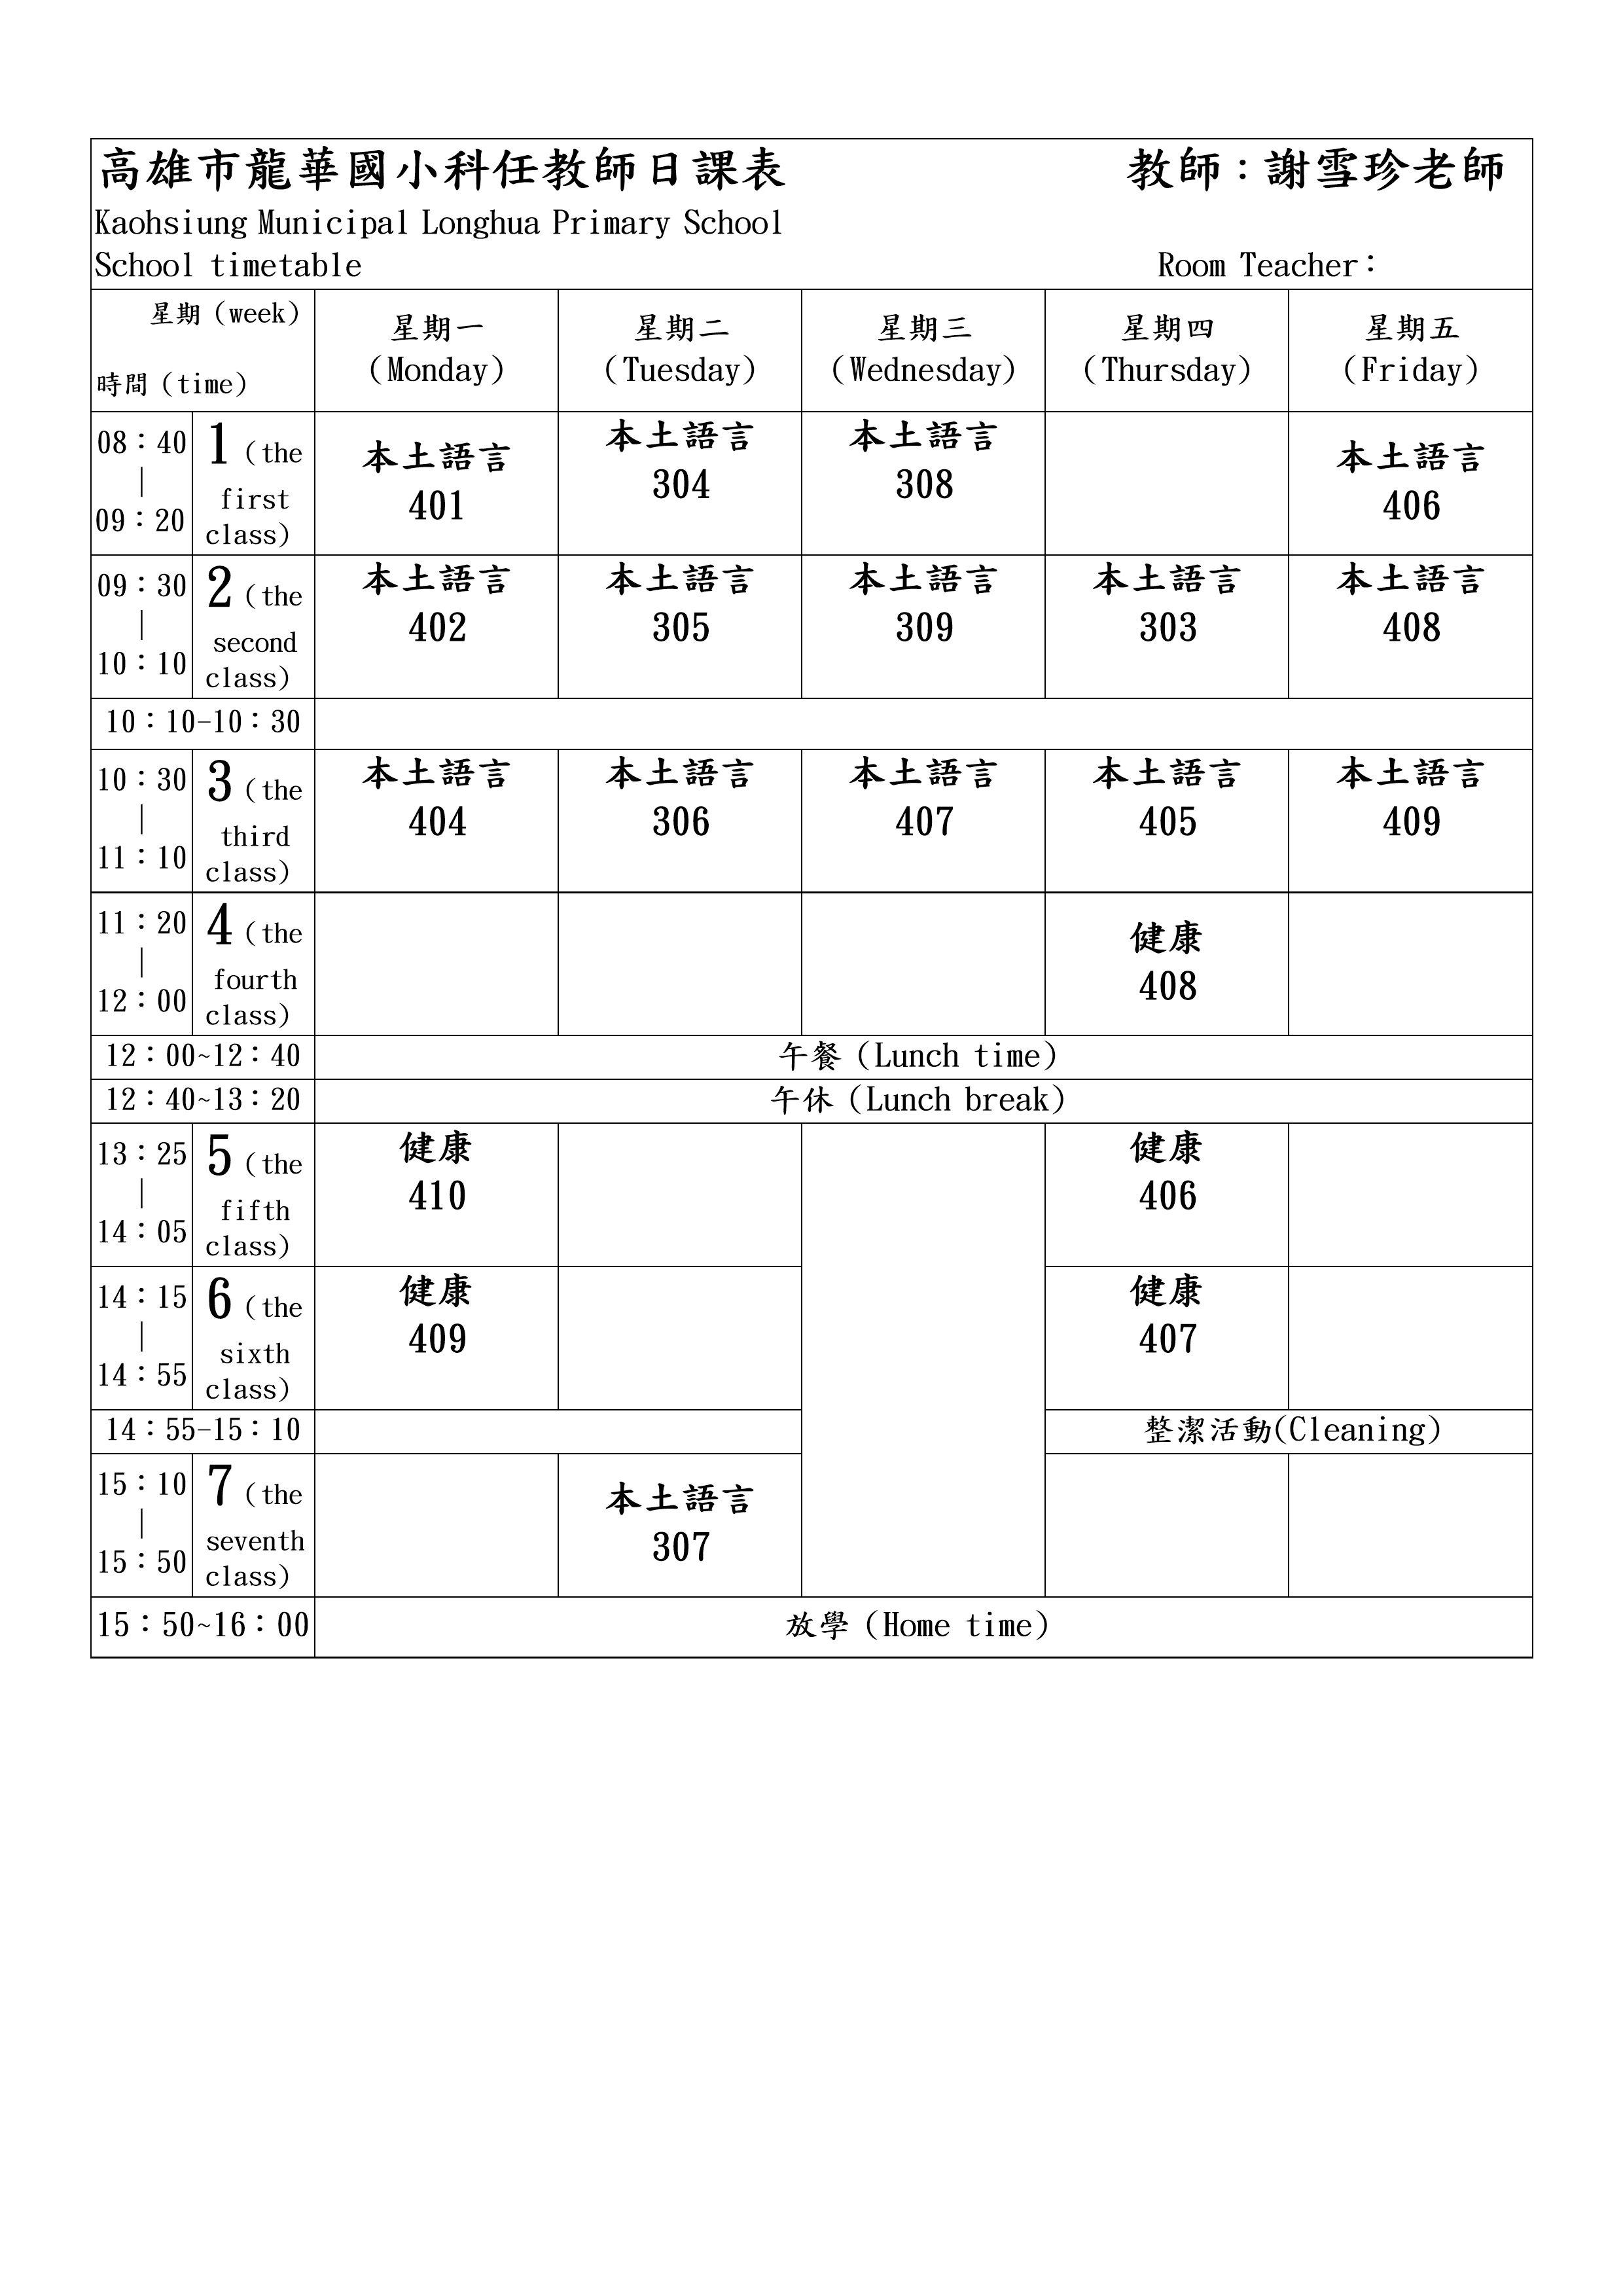 高雄市龍華國小科任教師日課表 教師：謝雪珍老師
Kaohsiung Municipal Longhua Primary School
School timetable Room Teacher：
星期（week）
時間（time）
星期一
（Monday）
星期二
（Tuesday）
星期三
（Wednesday）
星期四
（Thursday）
星期五
（Friday）
08：40
｜
09：20
1（the
first
class）
本土語言
401
本土語言
304
本土語言
308
本土語言
406
09：30
｜
10：10
2（the
second
class）
本土語言
402
本土語言
305
本土語言
309
本土語言
303
本土語言
408
10：10-10：30
10：30
｜
11：10
3（the
third
class）
本土語言
404
本土語言
306
本土語言
407
本土語言
405
本土語言
409
11：20
｜
12：00
4（the
fourth
class）
健康
408
12：00~12：40
午餐（Lunch time）
12：40~13：20
午休（Lunch break）
13：25
｜
14：05
5（the
fifth
class）
健康
410
健康
406
14：15
｜
14：55
6（the
sixth
class）
健康
409
健康
407
14：55-15：10
整潔活動(Cleaning)
15：10
｜
15：50
7（the
seventh
class）
本土語言
307
15：50~16：00
放學（Home time）